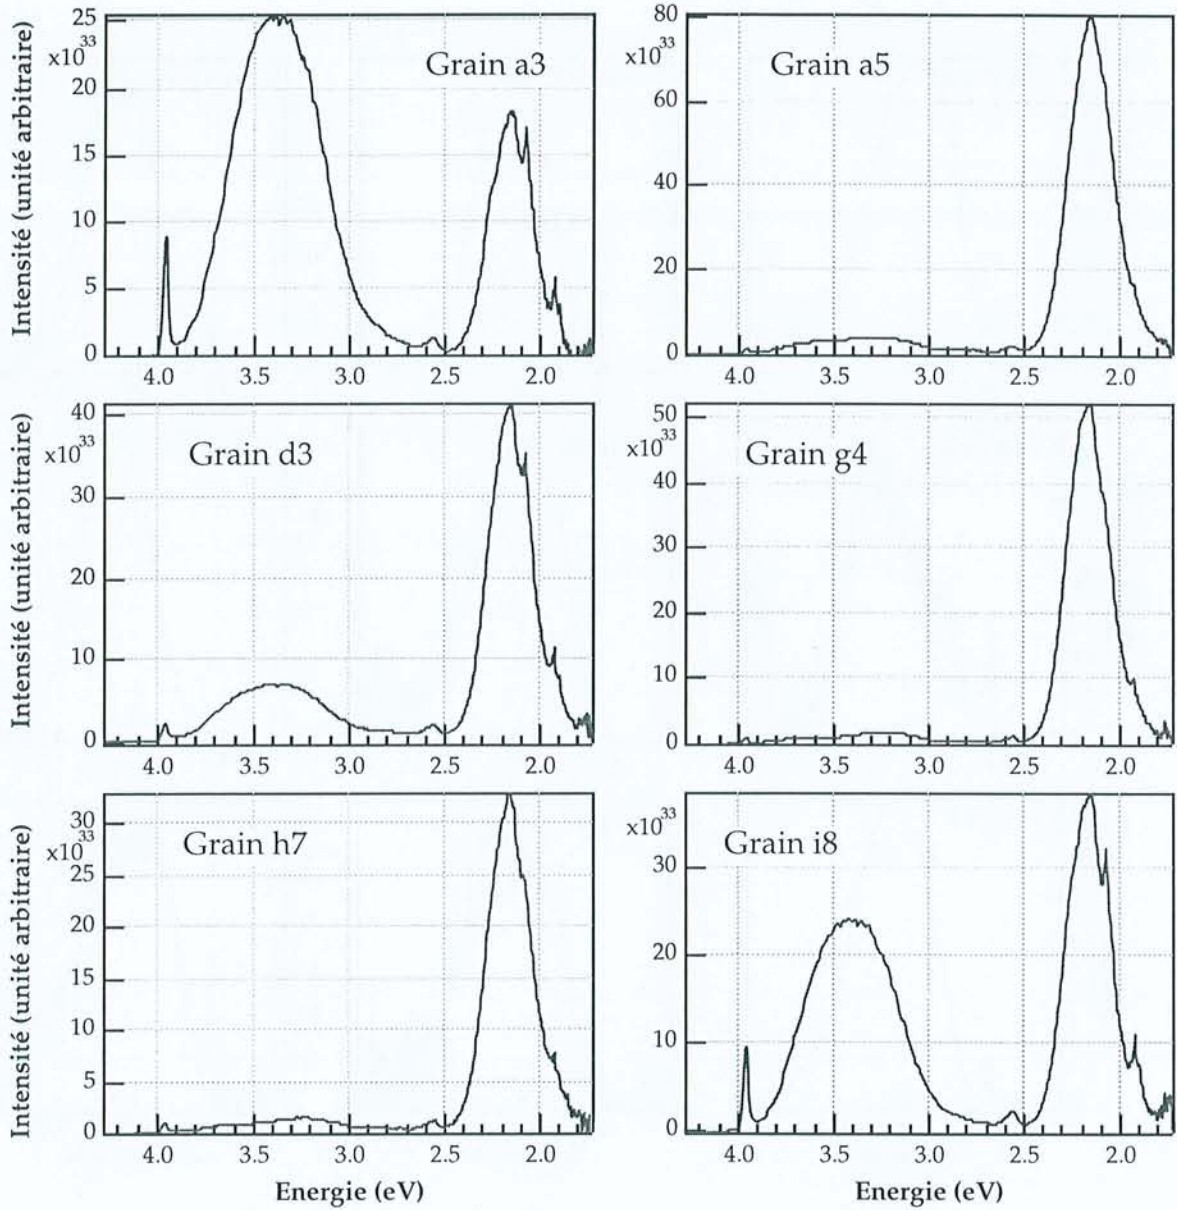 Intensité (unité arbitraire)
25
x10^33
20
15
10
5
0
Grain a3
4.0 3.5 3.0 2.5 2.0
80
x10^33
60
40
20
0
Grain a5
4.0 3.5 3.0 2.5 2.0
Intensité (unité arbitraire)
40
x10^33
30
20
10
0
Grain d3
4.0 3.5 3.0 2.5 2.0
50
x10^33
40
30
20
10
0
Grain g4
4.0 3.5 3.0 2.5 2.0
Intensité (unité arbitraire)
30
x10^33
25
20
15
10
5
0
Grain h7
4.0 3.5 3.0 2.5 2.0
Energie (eV)
x10^33
30
20
10
0
Grain i8
4.0 3.5 3.0 2.5 2.0
Energie (eV)